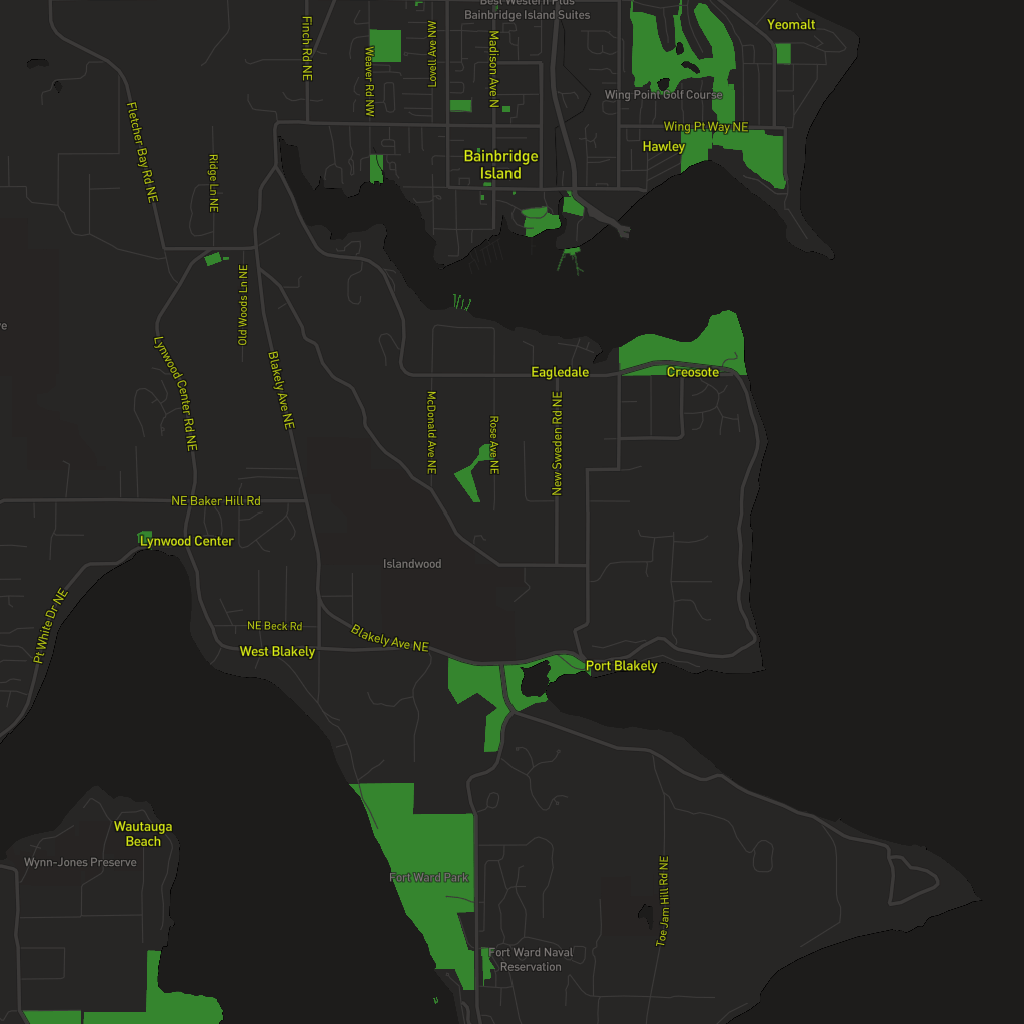 Best Western Plus
Bainbridge Island Suites
Yeomalt
Finch Rd NE
Weaver Rd NW
Lovell Ave NW
Madison Ave N
Wing Point Golf Course
Wing Pt Way NE
Hawley
Fletcher Bay Rd NE
Ridge Ln NE
Bainbridge
Island
Old Woods Ln NE
Lynwood Center Rd NE
Blakely Ave NE
Eagledale
Creosote
McDonald Ave NE
Rose Ave NE
New Sweden Rd NE
NE Baker Hill Rd
Lynwood Center
Islandwood
Pt White Dr NE
NE Beck Rd
Blakely Ave NE
West Blakely
Port Blakely
Wautauga
Beach
Wynn-Jones Preserve
Fort Ward Park
Toe Jam Hill Rd NE
Fort Ward Naval
Reservation